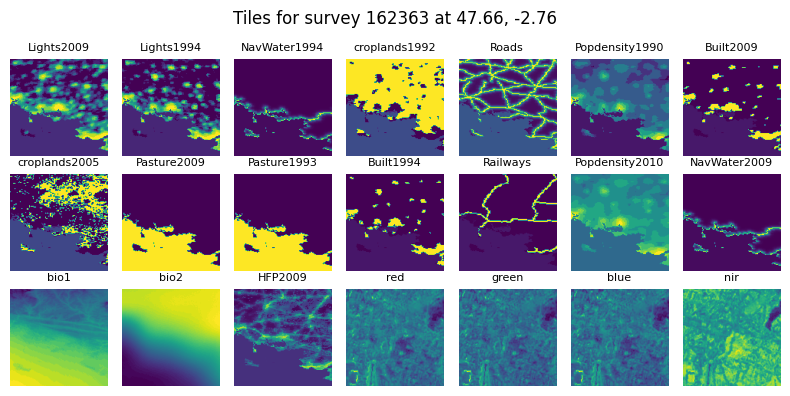 Tiles for survey 162363 at 47.66, -2.76
Lights2009 Lights1994 NavWater1994 croplands1992 Roads Popdensity1990 Built2009
croplands2005 Pasture2009 Pasture1993 Built1994 Railways Popdensity2010 NavWater2009
bio1 bio2 HFP2009 red green blue nir